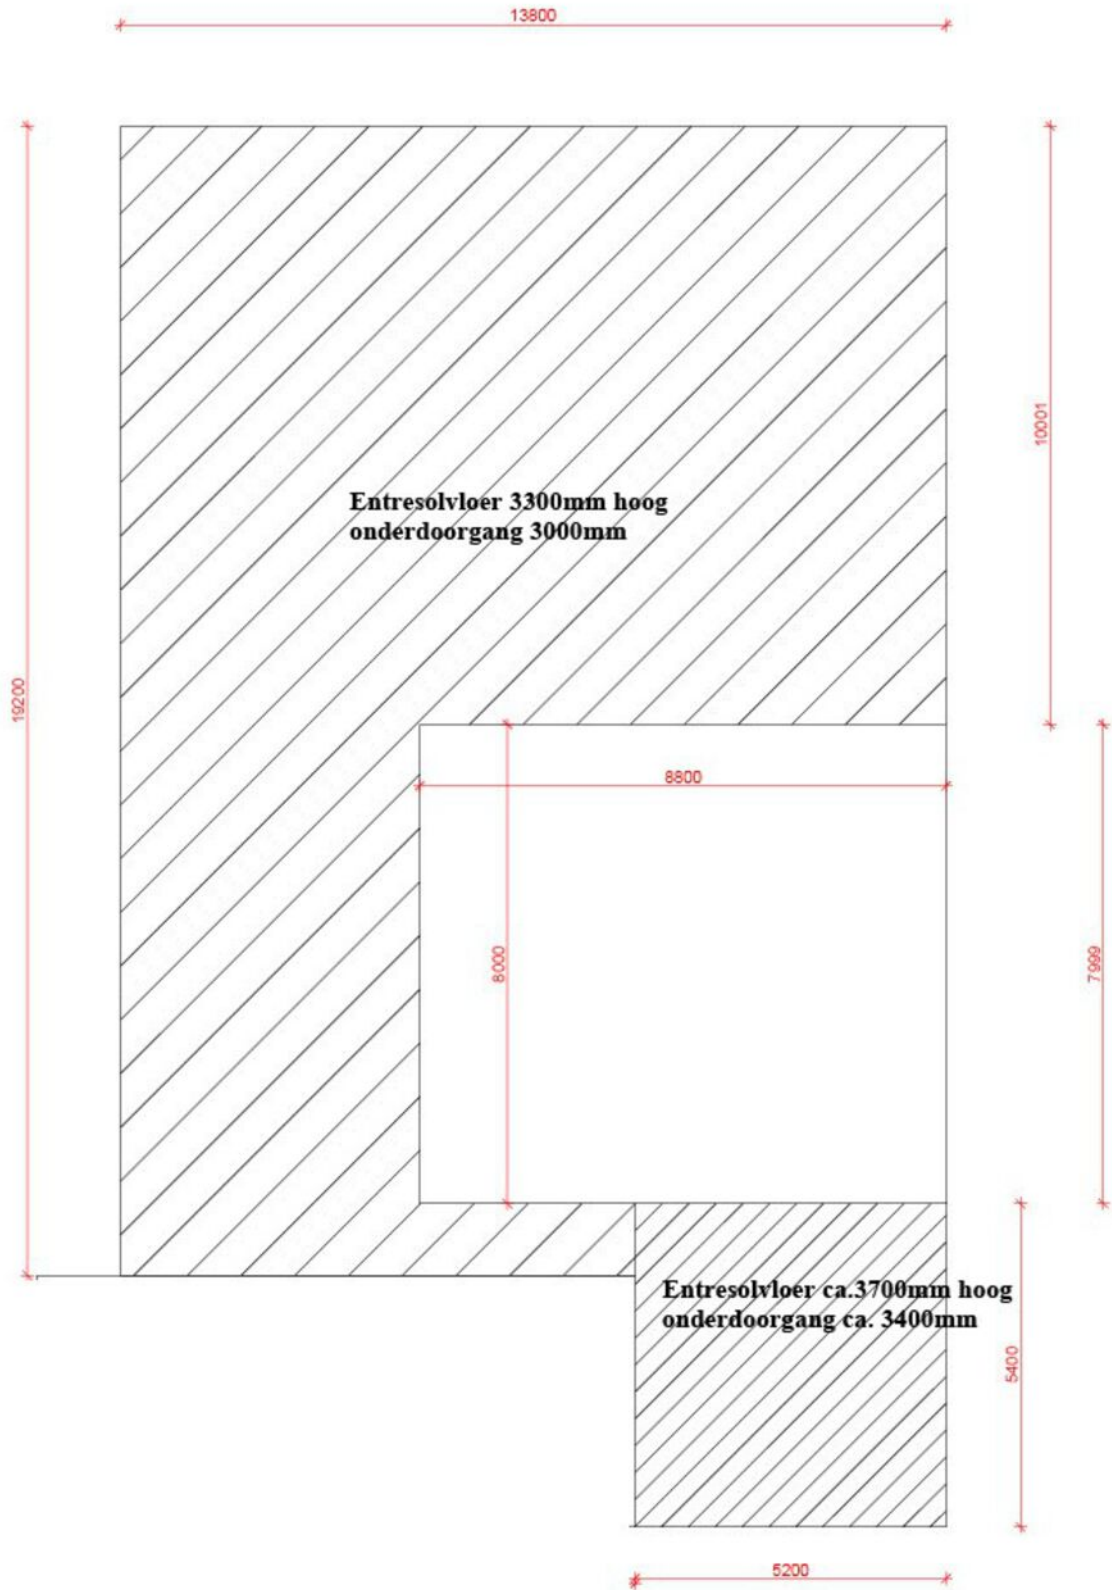 13800
10001
Entresolvloer 3300mm hoog
onderdoorgang 3000mm
19200
8800
8000
7999
Entresolvloer ca.3700mm hoog
onderdoorgang ca. 3400mm
5400
5200